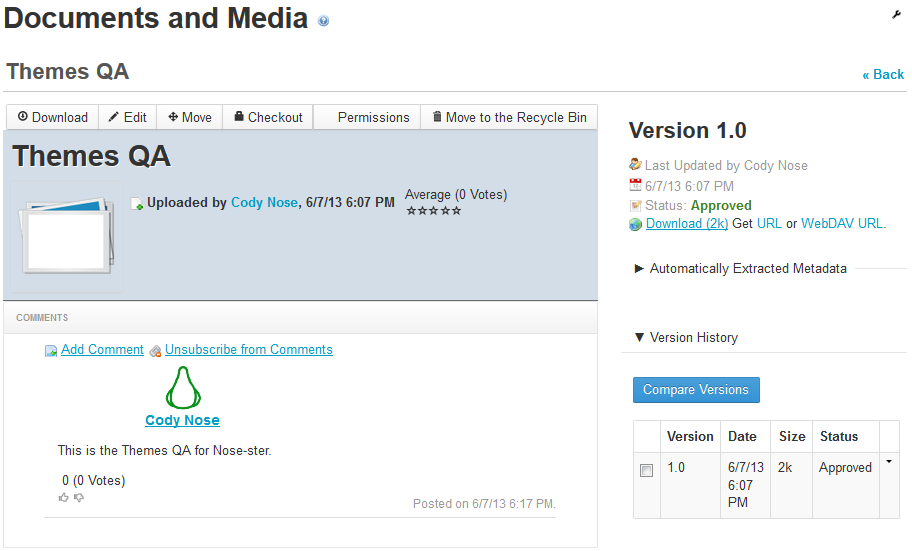 Documents and Media
Themes QA
« Back
Download Edit Move Checkout Permissions Move to the Recycle Bin
Themes QA
Uploaded by Cody Nose, 6/7/13 6:07 PM
Average (0 Votes)
COMMENTS
Add Comment Unsubscribe from Comments
Cody Nose
This is the Themes QA for Nose-ster.
0 (0 Votes)
Posted on 6/7/13 6:17 PM.
Version 1.0
Last Updated by Cody Nose
6/7/13 6:07 PM
Status: Approved
Download (2k) Get URL or WebDAV URL.
Automatically Extracted Metadata
Version History
Compare Versions
Version Date Size Status
1.0 6/7/13 2k Approved
6:07
PM